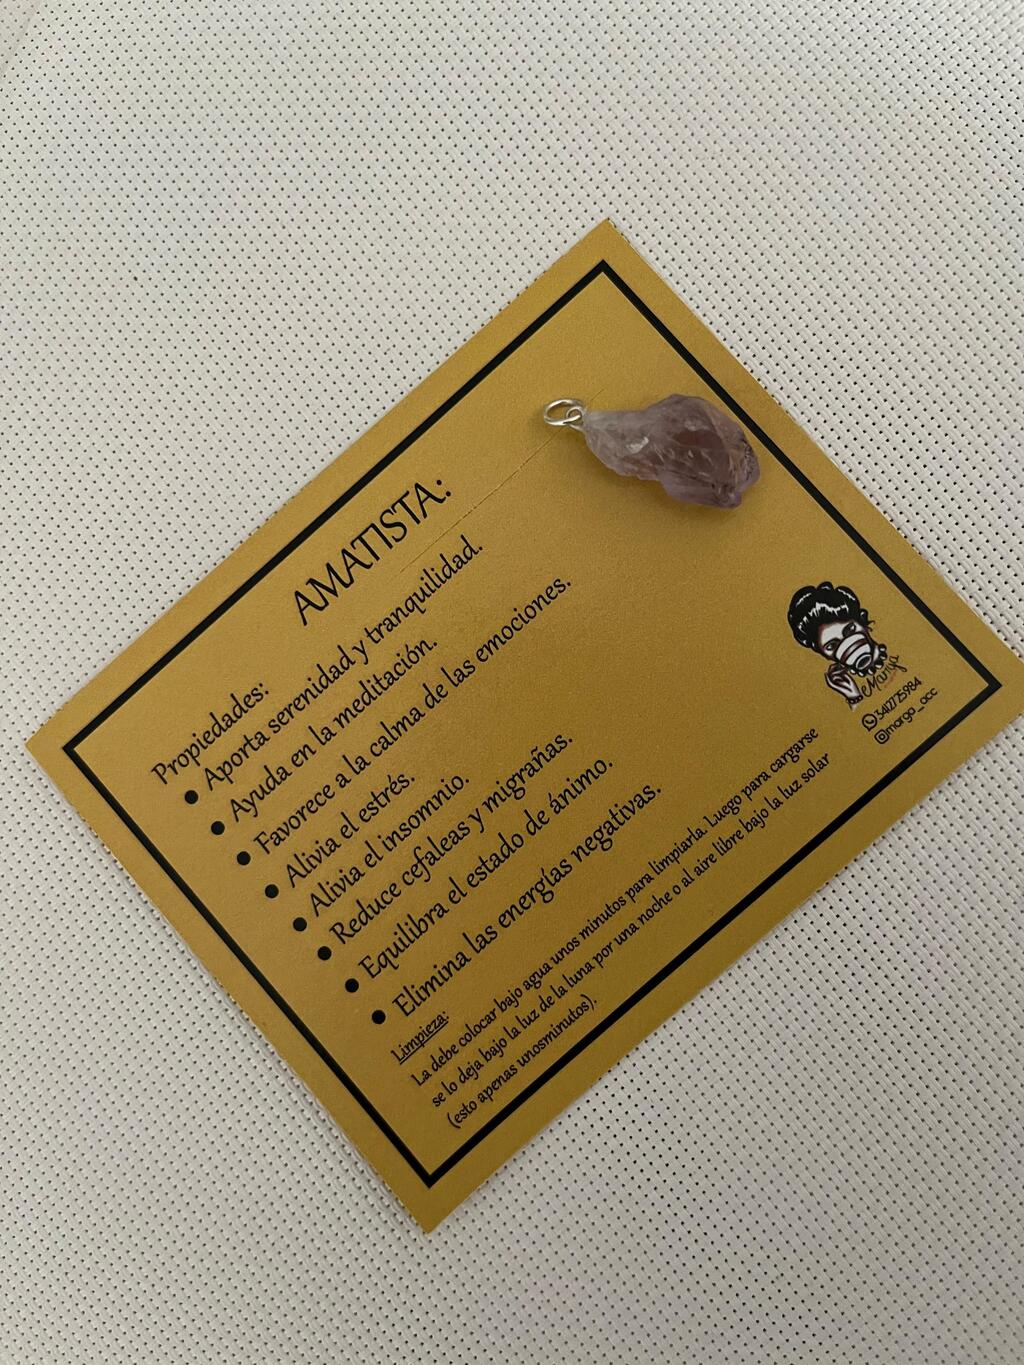 AMATISTA:
Propiedades:
● Aporta serenidad y tranquilidad.
● Ayuda en la meditación.
● Favorece a la calma de las emociones.
● Alivia el estrés.
● Alivia el insomnio.
● Reduce cefaleas y migrañas.
● Equilibra el estado de ánimo.
● Elimina las energías negativas.
Limpieza:
La debe colocar bajo agua unos minutos para limpiarla. Luego para cargarse
se lo deja bajo la luz de la luna por una noche o al aire libre bajo la luz solar
(esto apenas unosminutos).
3412775984